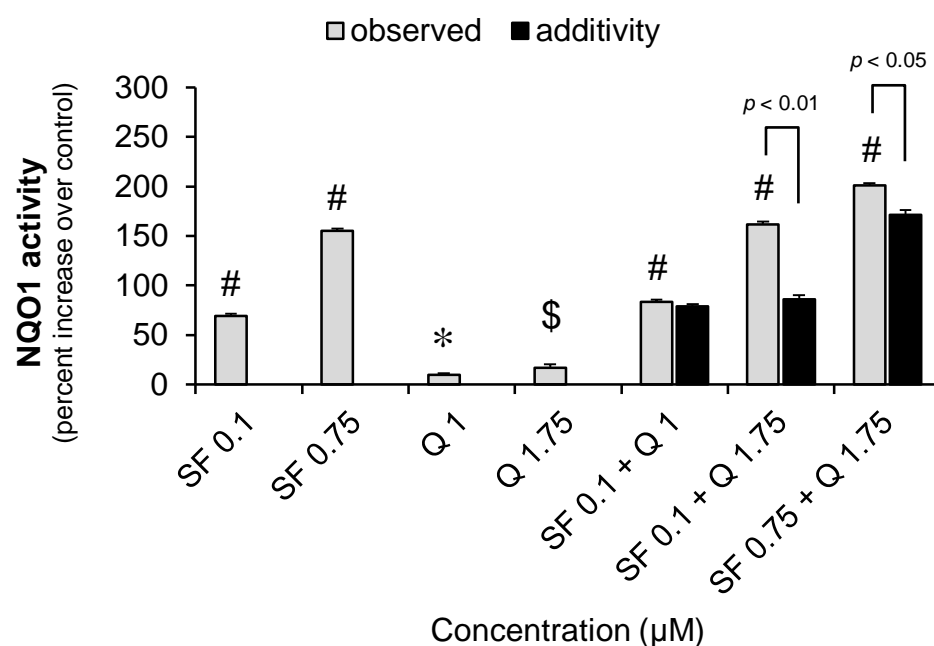 observed additivity
NQO1 activity
(percent increase over control)
300
250
200
150
100
50
0
#
#
*
$
#
#
#
p < 0.01
p < 0.05
SF 0.1
SF 0.75
Q 1
Q 1.75
SF 0.1 + Q 1
SF 0.1 + Q 1.75
SF 0.75 + Q 1.75
Concentration (µM)